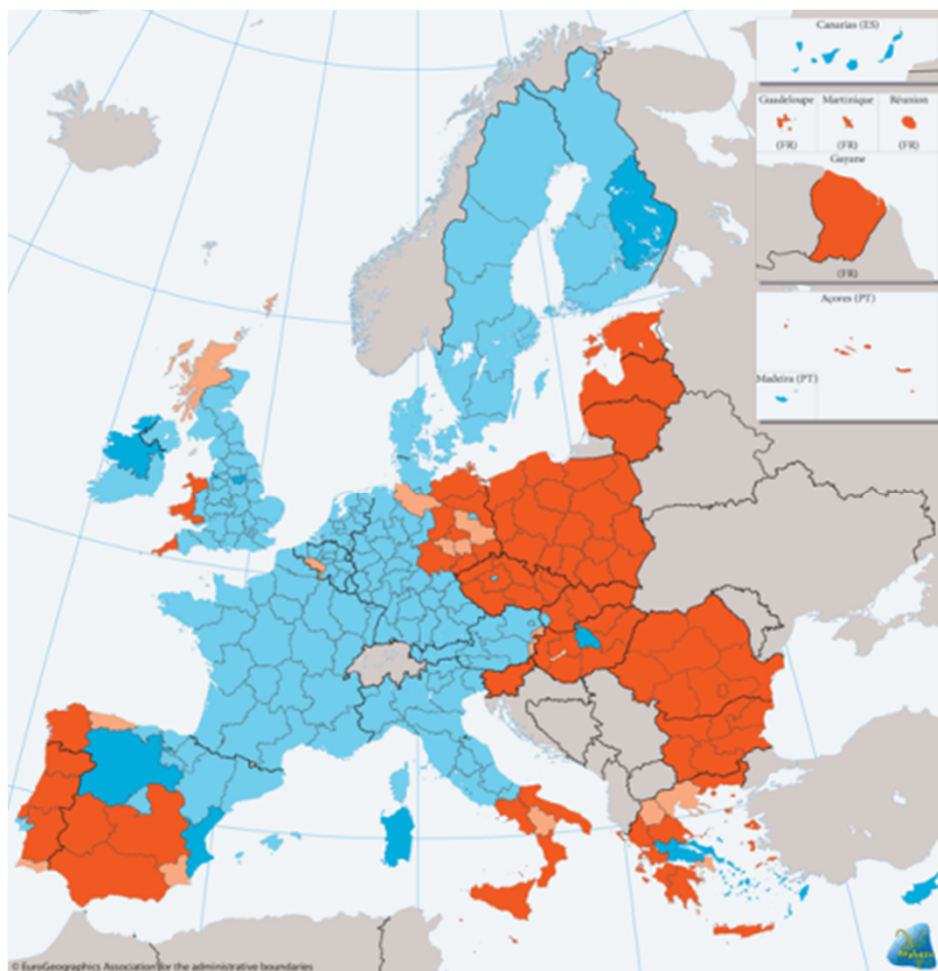 Canarias (ES)
Guadeloupe Martinique Réunion
(FR) (FR) (FR)
Guyane
(FR)
Açores (PT)
Madeira (PT)
© EuroGeographics Association for the administrative boundaries